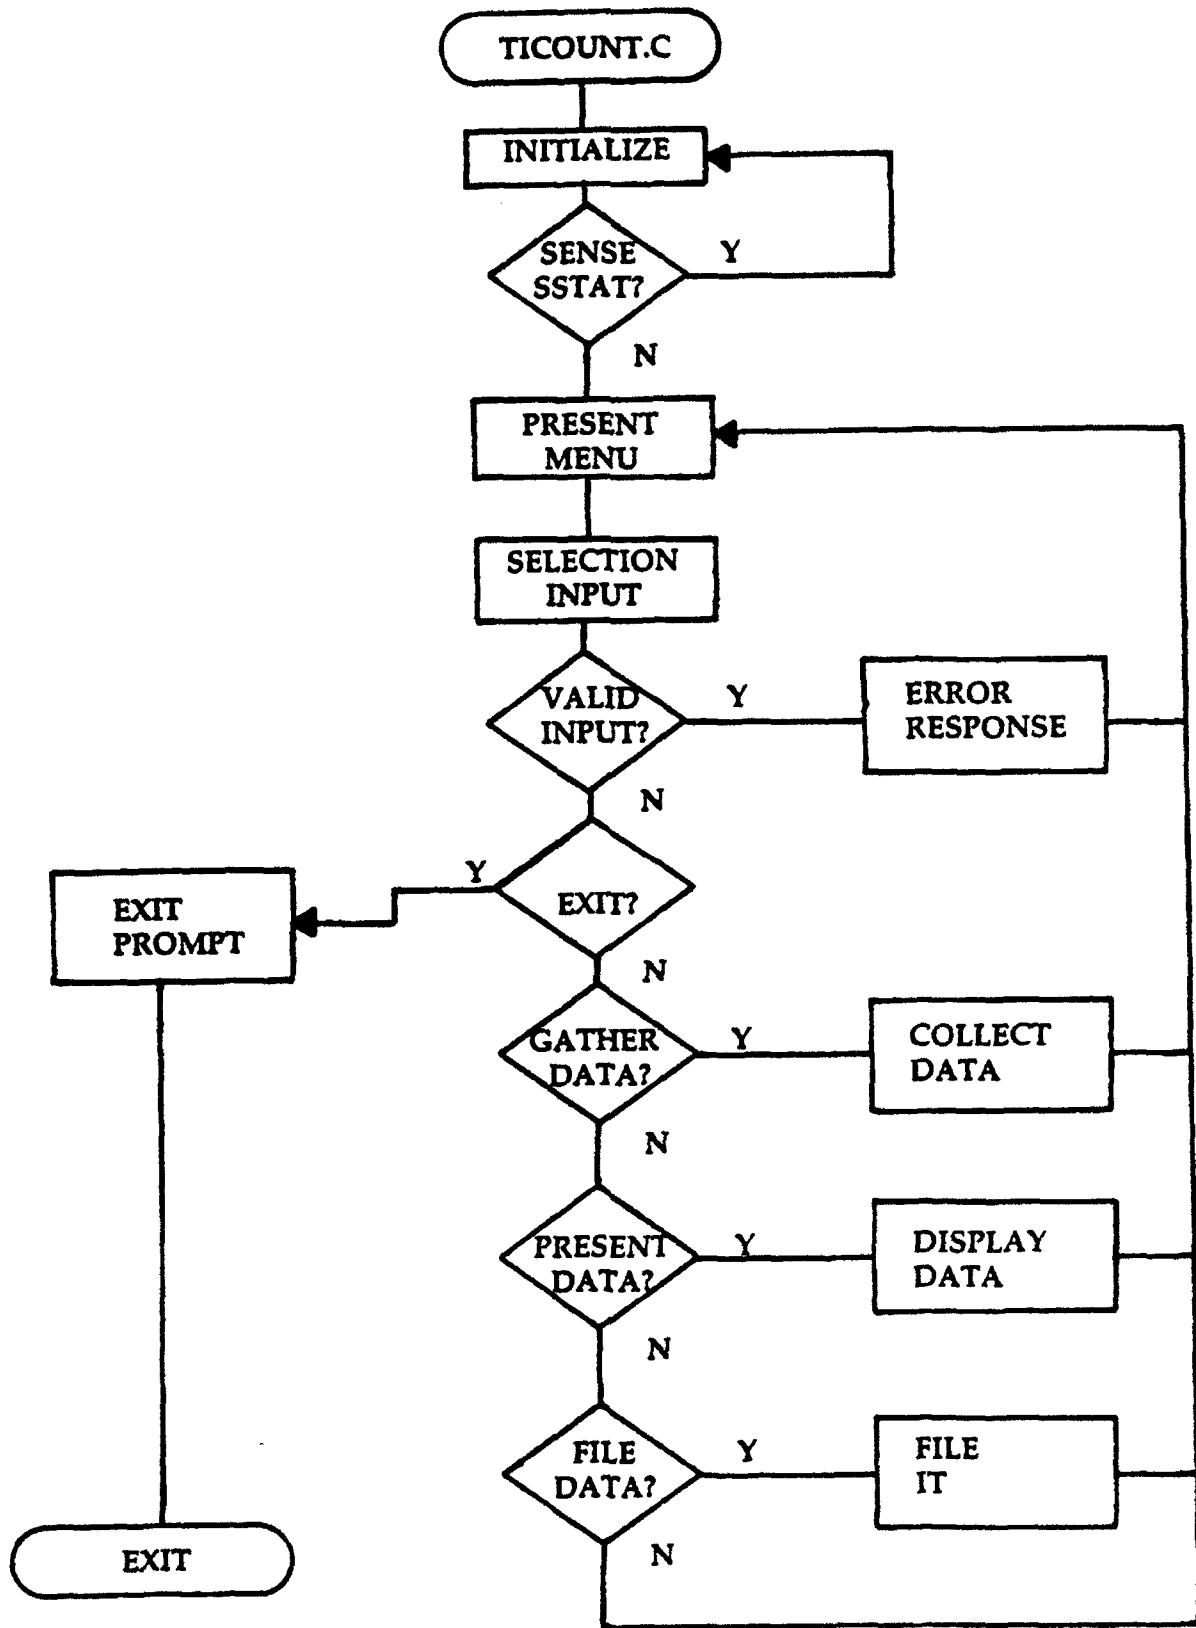 TICOUNT.C
INITIALIZE
SENSE
SSTAT?
Y
N
PRESENT
MENU
SELECTION
INPUT
VALID
INPUT?
Y
ERROR
RESPONSE
N
EXIT?
Y
EXIT
PROMPT
N
GATHER
DATA?
Y
COLLECT
DATA
N
PRESENT
DATA?
Y
DISPLAY
DATA
N
FILE
DATA?
Y
FILE
IT
N
EXIT